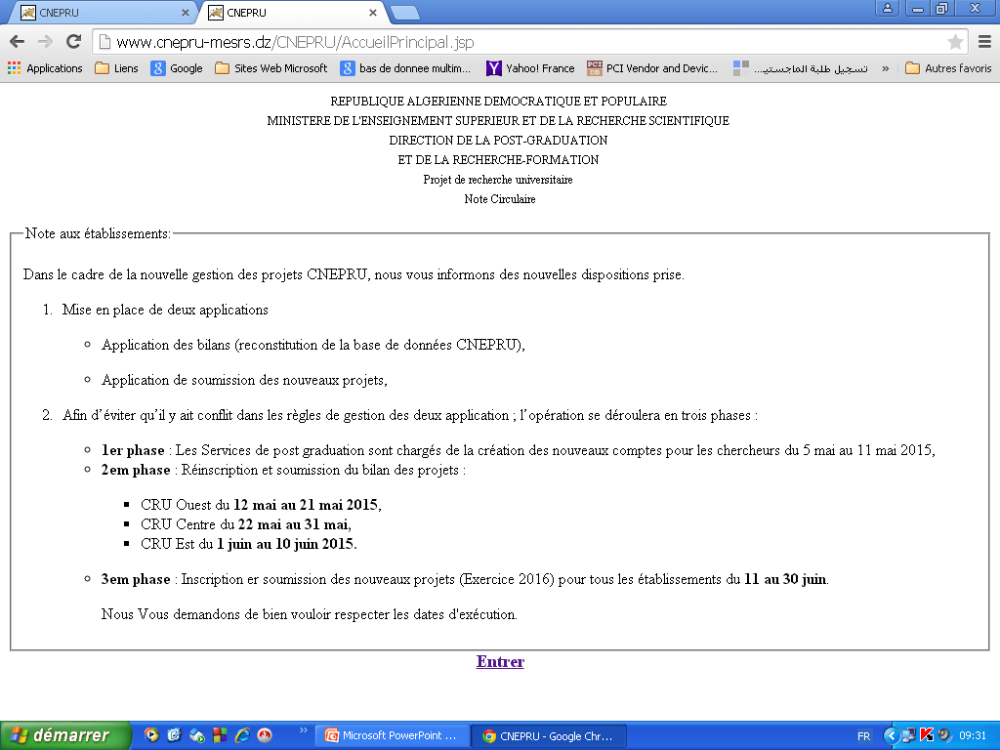 CNEPRU
CNEPRU
www.cnepru-mesrs.dz/CNEPRU/AccueilPrincipal.jsp
Applications Liens Google Sites Web Microsoft bas de donnee multim... Yahoo! France PCI Vendor and Devic... تسجيل طلبة الماجستيـ... » Autres favoris
REPUBLIQUE ALGERIENNE DEMOCRATIQUE ET POPULAIRE
MINISTERE DE L'ENSEIGNEMENT SUPERIEUR ET DE LA RECHERCHE SCIENTIFIQUE
DIRECTION DE LA POST-GRADUATION
ET DE LA RECHERCHE-FORMATION
Projet de recherche universitaire
Note Circulaire
Note aux établissements:
Dans le cadre de la nouvelle gestion des projets CNEPRU, nous vous informons des nouvelles dispositions prise.
1. Mise en place de deux applications
Application des bilans (reconstitution de la base de données CNEPRU),
Application de soumission des nouveaux projets,
2. Afin d’éviter qu’il y ait conflit dans les règles de gestion des deux application ; l’opération se déroulera en trois phases :
1er phase : Les Services de post graduation sont chargés de la création des nouveaux comptes pour les chercheurs du 5 mai au 11 mai 2015,
2em phase : Réinscription et soumission du bilan des projets :
CRU Ouest du 12 mai au 21 mai 2015,
CRU Centre du 22 mai au 31 mai,
CRU Est du 1 juin au 10 juin 2015.
3em phase : Inscription er soumission des nouveaux projets (Exercice 2016) pour tous les établissements du 11 au 30 juin.
Nous Vous demandons de bien vouloir respecter les dates d'exécution.
Entrer
démarrer » Microsoft PowerPoint ... CNEPRU - Google Chr... FR 09:31